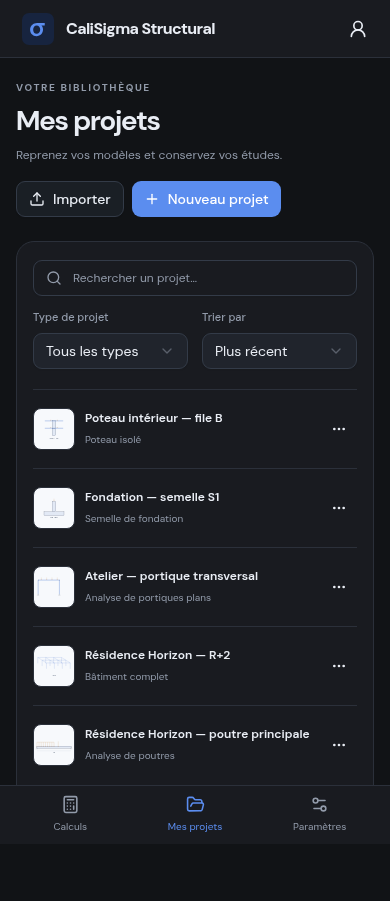 σ
CaliSigma Structural
VOTRE BIBLIOTHÈQUE
Mes projets
Reprenez vos modèles et conservez vos études.
Importer
Nouveau projet
Rechercher un projet…
Type de projet
Trier par
Tous les types
Plus récent
Poteau intérieur — file B
Poteau isolé
Fondation — semelle S1
Semelle de fondation
Atelier — portique transversal
Analyse de portiques plans
Résidence Horizon — R+2
Bâtiment complet
Résidence Horizon — poutre principale
Analyse de poutres
Calculs
Mes projets
Paramètres